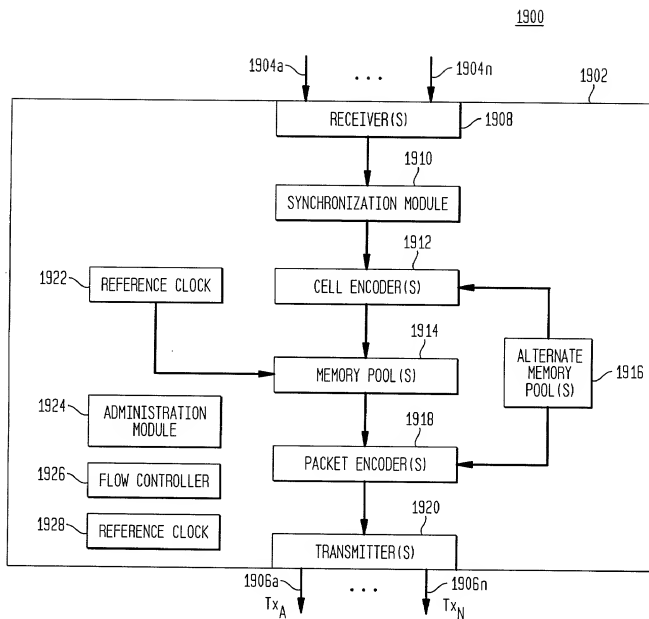 1900
1904a
...
1904n
1902
RECEIVER(S)
1908
1910
SYNCHRONIZATION MODULE
1912
1922
REFERENCE CLOCK
CELL ENCODER(S)
1914
MEMORY POOL(S)
ALTERNATE
MEMORY
POOL(S)
1916
1924
ADMINISTRATION
MODULE
1918
PACKET ENCODER(S)
1926
FLOW CONTROLLER
1928
REFERENCE CLOCK
1920
TRANSMITTER(S)
1906a
...
1906n
TxA
TxN